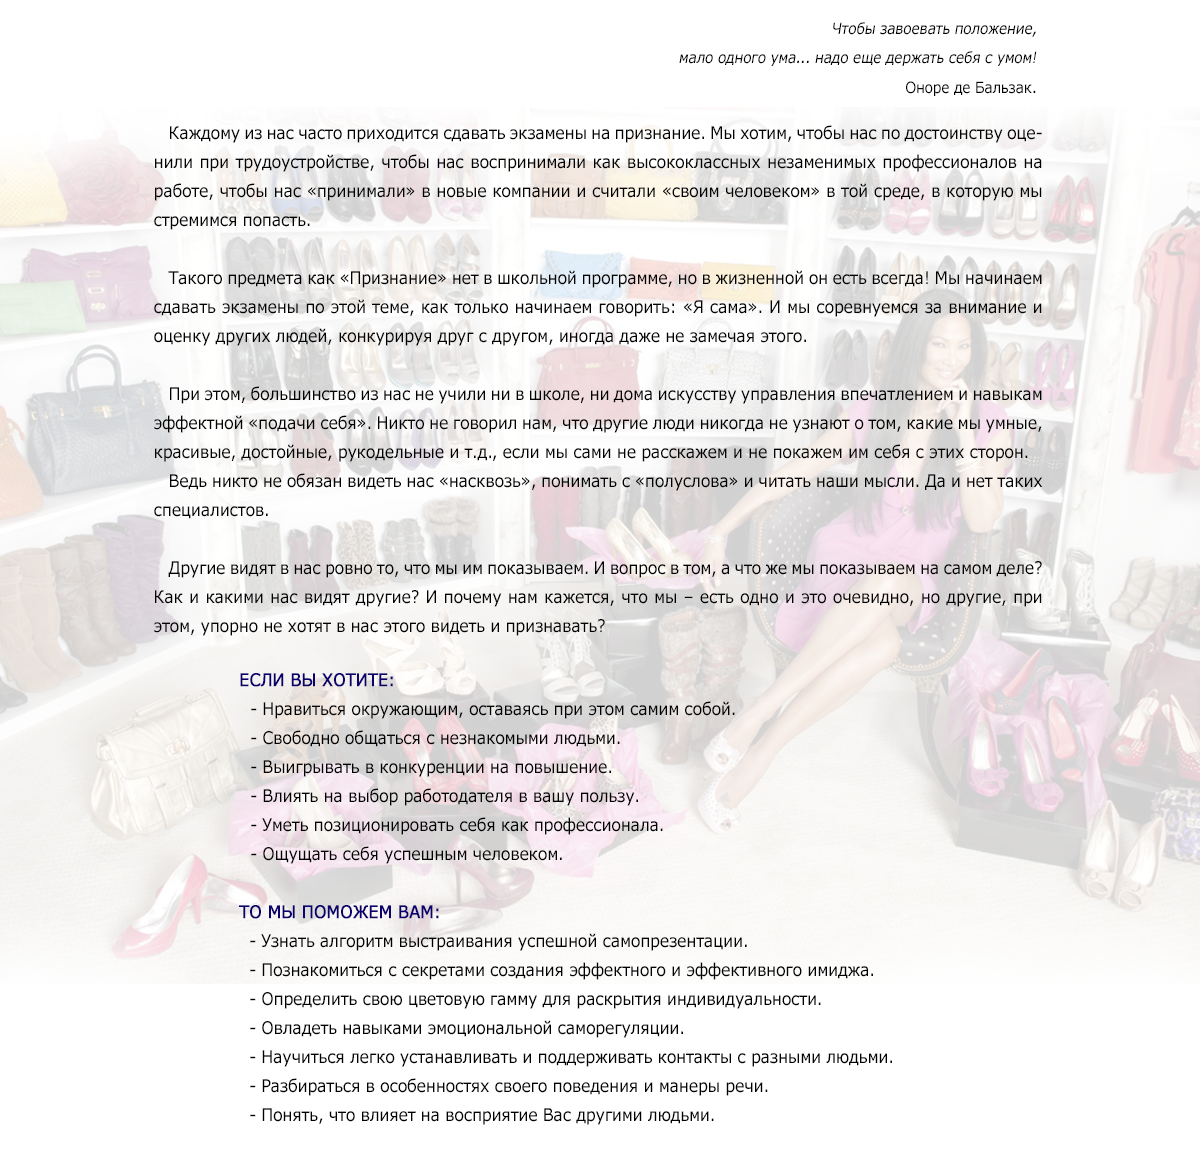 Чтобы завоевать положение,
мало одного ума... надо еще держать себя с умом!
Оноре де Бальзак.
Каждому из нас часто приходится сдавать экзамены на признание. Мы хотим, чтобы нас по достоинству оце-
нили при трудоустройстве, чтобы нас воспринимали как высококлассных незаменимых профессионалов на
работе, чтобы нас «принимали» в новые компании и считали «своим человеком» в той среде, в которую мы
стремимся попасть.
Такого предмета как «Признание» нет в школьной программе, но в жизненной он есть всегда! Мы начинаем
сдавать экзамены по этой теме, как только начинаем говорить: «Я сама». И мы соревнуемся за внимание и
оценку других людей, конкурируя друг с другом, иногда даже не замечая этого.
При этом, большинство из нас не учили ни в школе, ни дома искусству управления впечатлением и навыкам
эффектной «подачи себя». Никто не говорил нам, что другие люди никогда не узнают о том, какие мы умные,
красивые, достойные, рукодельные и т.д., если мы сами не расскажем и не покажем им себя с этих сторон.
Ведь никто не обязан видеть нас «насквозь», понимать с «полуслова» и читать наши мысли. Да и нет таких
специалистов.
Другие видят в нас ровно то, что мы им показываем. И вопрос в том, а что же мы показываем на самом деле?
Как и какими нас видят другие? И почему нам кажется, что мы – есть одно и это очевидно, но другие, при
этом, упорно не хотят в нас этого видеть и признавать?
ЕСЛИ ВЫ ХОТИТЕ:
- Нравиться окружающим, оставаясь при этом самим собой.
- Свободно общаться с незнакомыми людьми.
- Выигрывать в конкуренции на повышение.
- Влиять на выбор работодателя в вашу пользу.
- Уметь позиционировать себя как профессионала.
- Ощущать себя успешным человеком.
ТО МЫ ПОМОЖЕМ ВАМ:
- Узнать алгоритм выстраивания успешной самопрезентации.
- Познакомиться с секретами создания эффектного и эффективного имиджа.
- Определить свою цветовую гамму для раскрытия индивидуальности.
- Овладеть навыками эмоциональной саморегуляции.
- Научиться легко устанавливать и поддерживать контакты с разными людьми.
- Разбираться в особенностях своего поведения и манеры речи.
- Понять, что влияет на восприятие Вас другими людьми.